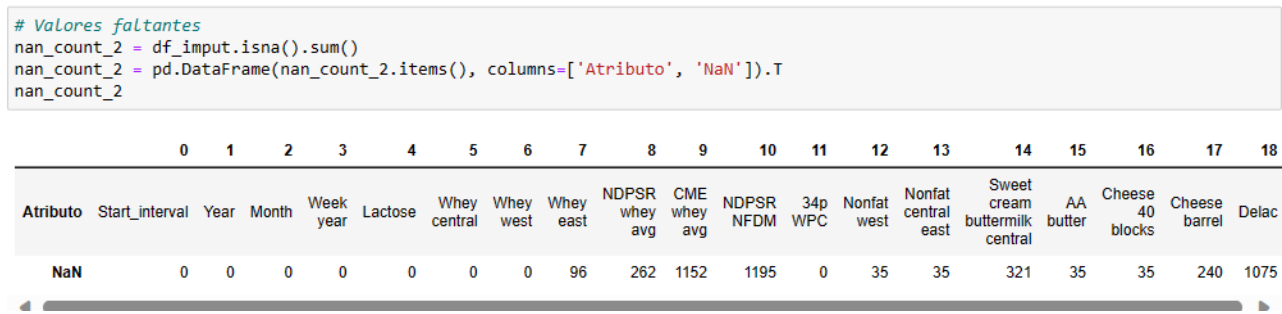 # Valores faltantes
nan_count_2 = df_imput.isna().sum()
nan_count_2 = pd.DataFrame(nan_count_2.items(), columns=['Atributo', 'NaN']).T
nan_count_2
0 1 2 3 4 5 6 7 8 9 10 11 12 13 14 15 16 17 18
Atributo Start_interval Year Month Week year Lactose Whey central Whey west Whey east NDPSR whey avg CME whey avg NDPSR NFDM 34p WPC Nonfat west Nonfat central east Sweet cream buttermilk central AA butter Cheese 40 blocks Cheese barrel Delac
NaN 0 0 0 0 0 0 0 96 262 1152 1195 0 35 35 321 35 35 240 1075